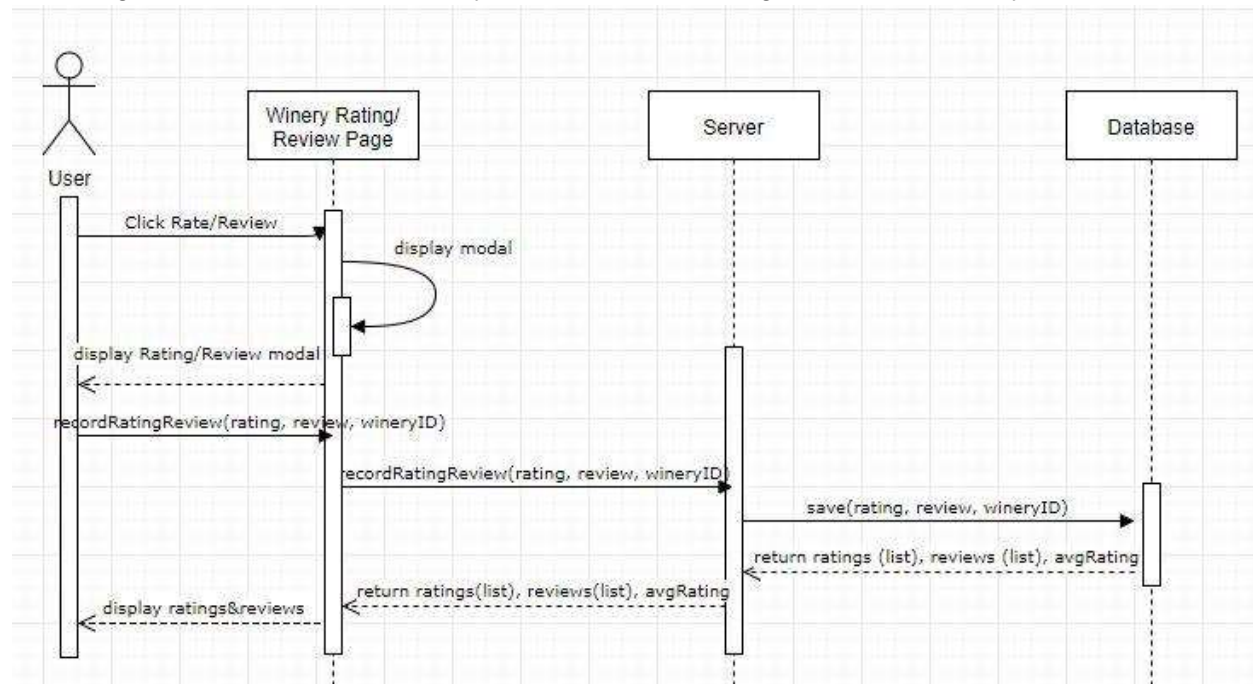 Winery Rating/
Review Page
Server
Database
User
Click Rate/Review
display modal
display Rating/Review modal
recordRatingReview(rating, review, wineryID)
recordRatingReview(rating, review, wineryID)
save(rating, review, wineryID)
return ratings (list), reviews (list), avgRating
return ratings(list), reviews(list), avgRating
display ratings&reviews